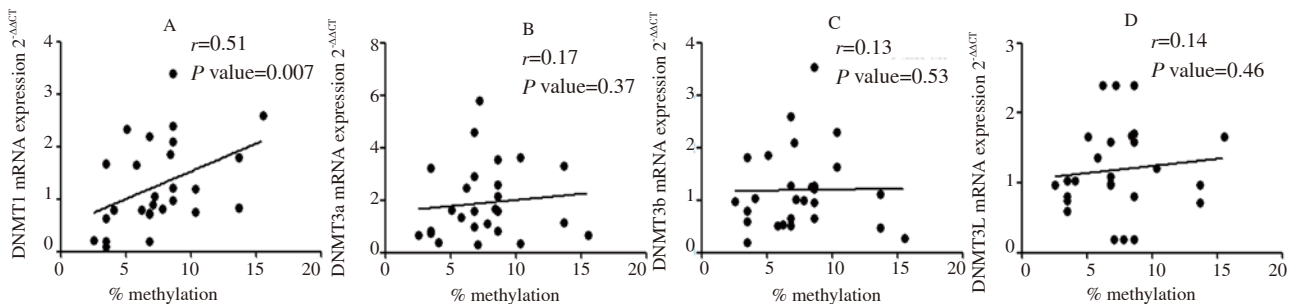 A
DNMT1 mRNA expression 2-ΔΔCT
r=0.51
P value=0.007
4
3
2
1
0
0 5 10 15 20
% methylation
B
DNMT3a mRNA expression 2-ΔΔCT
r=0.17
P value=0.37
8
6
4
2
0
0 5 10 15 20
% methylation
C
DNMT3b mRNA expression 2-ΔΔCT
r=0.13
P value=0.53
4
3
2
1
0
0 5 10 15 20
% methylation
D
DNMT3L mRNA expression 2-ΔΔCT
r=0.14
P value=0.46
3
2
1
0
0 5 10 15 20
% methylation